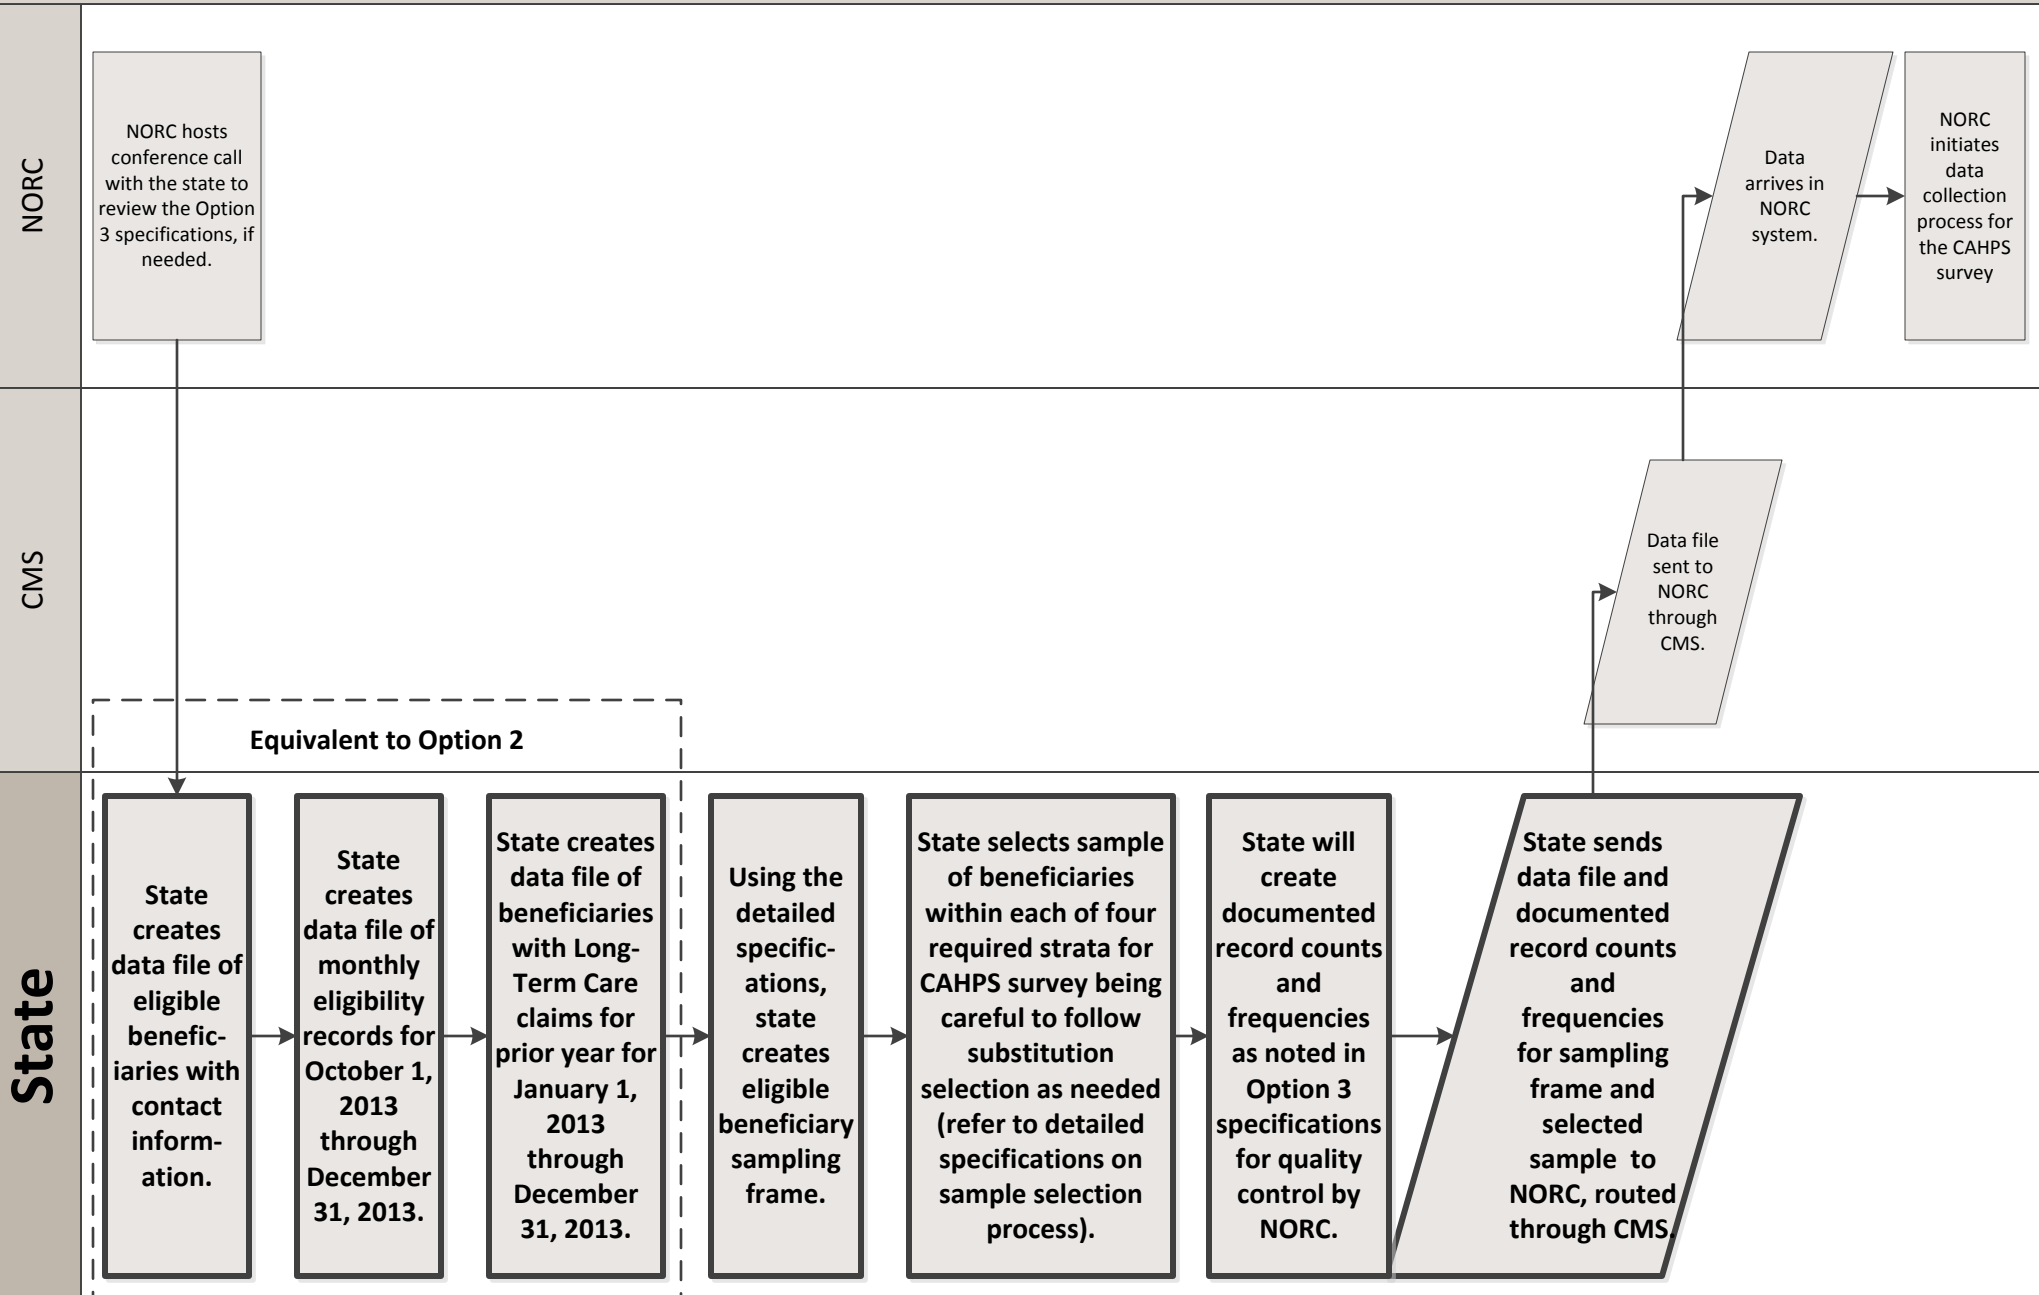 NORC
NORC hosts
conference call
with the state to
review the Option
3 specifications, if
needed.
Data
arrives in
NORC
system.
NORC
initiates
data
collection
process for
the CAHPS
survey
CMS
Data file
sent to
NORC
through
CMS.
Equivalent to Option 2
State
State
creates
data file of
eligible
benefic-
iaries with
contact
inform-
ation.
State
creates
data file of
monthly
eligibility
records for
October 1,
2013
through
December
31, 2013.
State creates
data file of
beneficiaries
with Long-
Term Care
claims for
prior year for
January 1,
2013
through
December
31, 2013.
Using the
detailed
specific-
ations,
state
creates
eligible
beneficiary
sampling
frame.
State selects sample
of beneficiaries
within each of four
required strata for
CAHPS survey being
careful to follow
substitution
selection as needed
(refer to detailed
specifications on
sample selection
process).
State will
create
documented
record counts
and
frequencies
as noted in
Option 3
specifications
for quality
control by
NORC.
State sends
data file and
documented
record counts
and
frequencies
for sampling
frame and
selected
sample to
NORC, routed
through CMS.